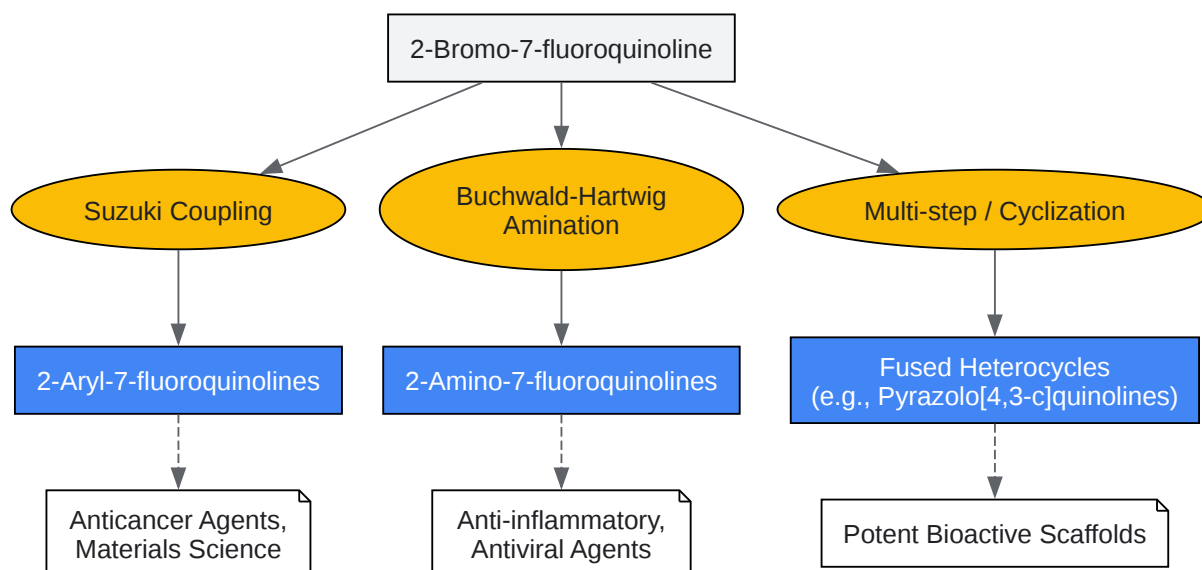 2-Bromo-7-fluoroquinoline
Suzuki Coupling
Buchwald-Hartwig
Amination
Multi-step / Cyclization
2-Aryl-7-fluoroquinolines
2-Amino-7-fluoroquinolines
Fused Heterocycles
(e.g., Pyrazolo[4,3-c]quinolines)
Anticancer Agents,
Materials Science
Anti-inflammatory,
Antiviral Agents
Potent Bioactive Scaffolds